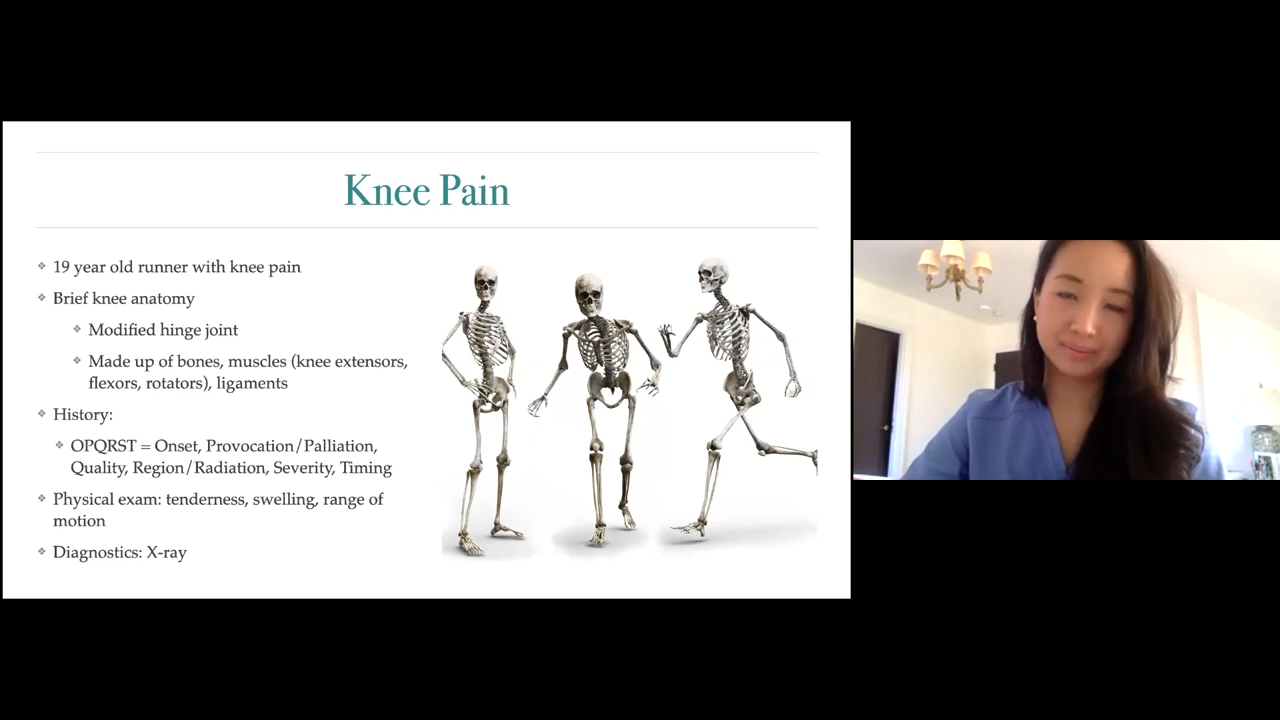 Knee Pain
19 year old runner with knee pain
Brief knee anatomy
Modified hinge joint
Made up of bones, muscles (knee extensors,
flexors, rotators), ligaments
History:
OPQRST = Onset, Provocation/Palliation,
Quality, Region/Radiation, Severity, Timing
Physical exam: tenderness, swelling, range of
motion
Diagnostics: X-ray